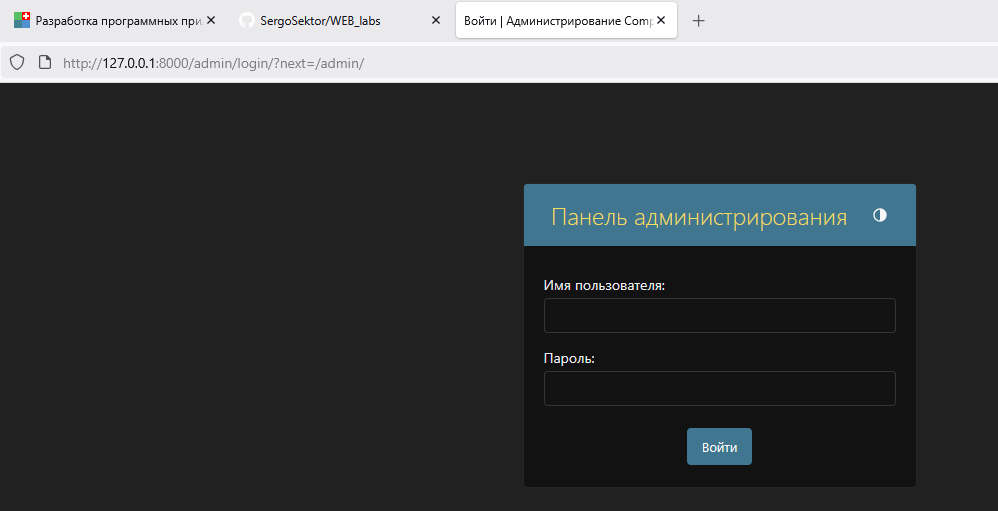 Разработка программных при
SergoSektor/WEB_labs
Войти | Администрирование Comp
http://127.0.0.1:8000/admin/login/?next=/admin/
Панель администрирования
Имя пользователя:
Пароль:
Войти